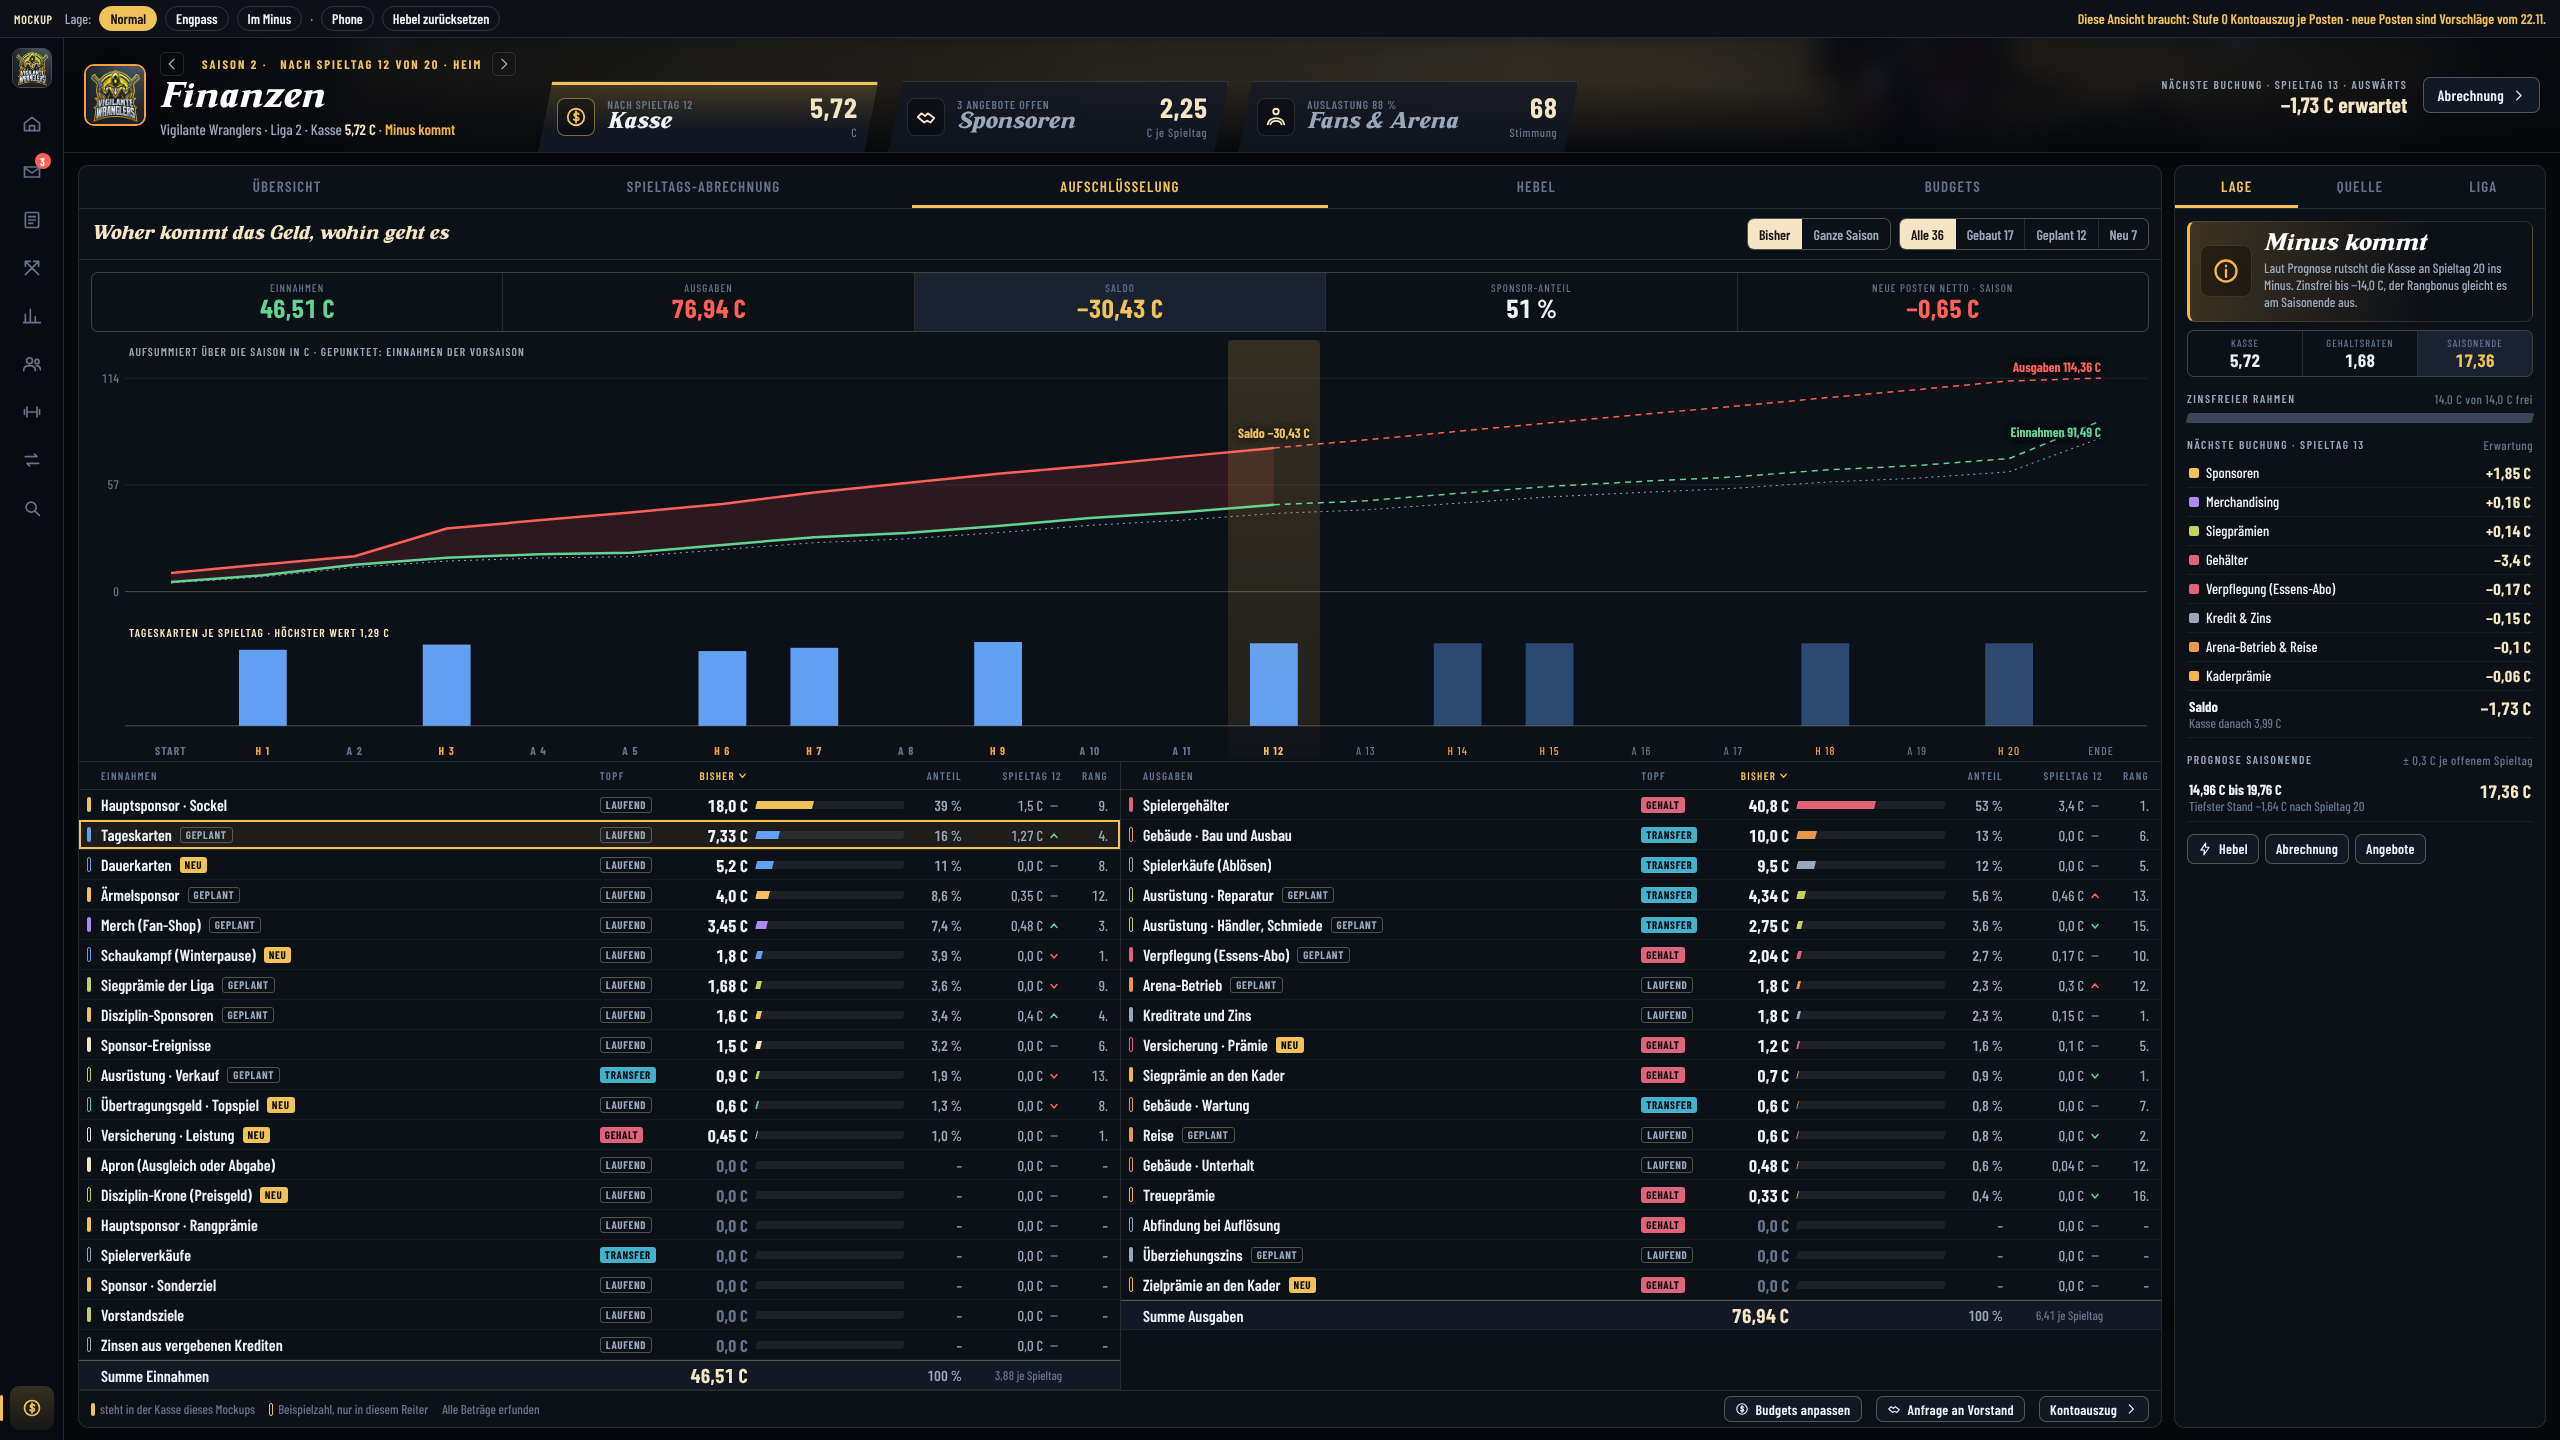 MOCKUP Lage: Normal Engpass Im Minus · Phone Hebel zurücksetzen
Diese Ansicht braucht: Stufe 0 Kontoauszug je Posten · neue Posten sind Vorschläge vom 22.11.
VIGILANTE WRANGLERS
3
SAISON 2 · NACH SPIELTAG 12 VON 20 · HEIM
Finanzen
Vigilante Wranglers · Liga 2 · Kasse 5,72 C · Minus kommt
NACH SPIELTAG 12
Kasse
5,72
C
3 ANGEBOTE OFFEN
Sponsoren
2,25
C je Spieltag
AUSLASTUNG 88 %
Fans & Arena
68
Stimmung
NÄCHSTE BUCHUNG · SPIELTAG 13 · AUSWÄRTS
−1,73 C erwartet
Abrechnung
ÜBERSICHT SPIELTAGS-ABRECHNUNG AUFSCHLÜSSELUNG HEBEL BUDGETS
Woher kommt das Geld, wohin geht es
Bisher Ganze Saison
Alle 36 Gebaut 17 Geplant 12 Neu 7
EINNAHMEN
46,51 C
AUSGABEN
76,94 C
SALDO
−30,43 C
SPONSOR-ANTEIL
51 %
NEUE POSTEN NETTO · SAISON
−0,65 C
AUFSUMMIERT ÜBER DIE SAISON IN C · GEPUNKTET: EINNAHMEN DER VORSAISON
114
57
0
Ausgaben 114,36 C
Saldo −30,43 C
Einnahmen 91,49 C
TAGESKARTEN JE SPIELTAG · HÖCHSTER WERT 1,29 C
START H 1 A 2 H 3 A 4 A 5 H 6 H 7 A 8 H 9 A 10 A 11 H 12 A 13 H 14 H 15 A 16 A 17 H 18 A 19 H 20 ENDE
EINNAHMEN TOPF BISHER ANTEIL SPIELTAG 12 RANG
Hauptsponsor · Sockel LAUFEND 18,0 C 39 % 1,5 C – 9.
Tageskarten GEPLANT LAUFEND 7,33 C 16 % 1,27 C 4.
Dauerkarten NEU LAUFEND 5,2 C 11 % 0,0 C – 8.
Ärmelsponsor GEPLANT LAUFEND 4,0 C 8,6 % 0,35 C – 12.
Merch (Fan-Shop) GEPLANT LAUFEND 3,45 C 7,4 % 0,48 C 3.
Schaukampf (Winterpause) NEU LAUFEND 1,8 C 3,9 % 0,0 C 1.
Siegprämie der Liga GEPLANT LAUFEND 1,68 C 3,6 % 0,0 C 9.
Disziplin-Sponsoren GEPLANT LAUFEND 1,6 C 3,4 % 0,4 C 4.
Sponsor-Ereignisse LAUFEND 1,5 C 3,2 % 0,0 C – 6.
Ausrüstung · Verkauf GEPLANT TRANSFER 0,9 C 1,9 % 0,0 C 13.
Übertragungsgeld · Topspiel NEU LAUFEND 0,6 C 1,3 % 0,0 C 8.
Versicherung · Leistung NEU GEHALT 0,45 C 1,0 % 0,0 C – 1.
Apron (Ausgleich oder Abgabe) LAUFEND 0,0 C – 0,0 C – –
Disziplin-Krone (Preisgeld) NEU LAUFEND 0,0 C – 0,0 C – –
Hauptsponsor · Rangprämie LAUFEND 0,0 C – 0,0 C – –
Spielerverkäufe TRANSFER 0,0 C – 0,0 C – –
Sponsor · Sonderziel LAUFEND 0,0 C – 0,0 C – –
Vorstandsziele LAUFEND 0,0 C – 0,0 C – –
Zinsen aus vergebenen Krediten LAUFEND 0,0 C – 0,0 C – –
Summe Einnahmen 46,51 C 100 % 3,88 je Spieltag
AUSGABEN TOPF BISHER ANTEIL SPIELTAG 12 RANG
Spielergehälter GEHALT 40,8 C 53 % 3,4 C – 1.
Gebäude · Bau und Ausbau TRANSFER 10,0 C 13 % 0,0 C – 6.
Spielerkäufe (Ablösen) TRANSFER 9,5 C 12 % 0,0 C – 5.
Ausrüstung · Reparatur GEPLANT TRANSFER 4,34 C 5,6 % 0,46 C 13.
Ausrüstung · Händler, Schmiede GEPLANT TRANSFER 2,75 C 3,6 % 0,0 C 15.
Verpflegung (Essens-Abo) GEPLANT GEHALT 2,04 C 2,7 % 0,17 C – 10.
Arena-Betrieb GEPLANT LAUFEND 1,8 C 2,3 % 0,3 C 12.
Kreditrate und Zins LAUFEND 1,8 C 2,3 % 0,15 C – 1.
Versicherung · Prämie NEU GEHALT 1,2 C 1,6 % 0,1 C – 5.
Siegprämie an den Kader GEHALT 0,7 C 0,9 % 0,0 C 1.
Gebäude · Wartung TRANSFER 0,6 C 0,8 % 0,0 C – 7.
Reise GEPLANT LAUFEND 0,6 C 0,8 % 0,0 C 2.
Gebäude · Unterhalt LAUFEND 0,48 C 0,6 % 0,04 C – 12.
Treueprämie GEHALT 0,33 C 0,4 % 0,0 C 16.
Abfindung bei Auflösung GEHALT 0,0 C – 0,0 C – –
Überziehungszins GEPLANT LAUFEND 0,0 C – 0,0 C – –
Zielprämie an den Kader NEU GEHALT 0,0 C – 0,0 C – –
Summe Ausgaben 76,94 C 100 % 6,41 je Spieltag
steht in der Kasse dieses Mockups Beispielzahl, nur in diesem Reiter Alle Beträge erfunden
Budgets anpassen Anfrage an Vorstand Kontoauszug
LAGE QUELLE LIGA
Minus kommt
Laut Prognose rutscht die Kasse an Spieltag 20 ins
Minus. Zinsfrei bis −14,0 C, der Rangbonus gleicht es
am Saisonende aus.
KASSE
5,72
GEHALTSRATEN
1,68
SAISONENDE
17,36
ZINSFREIER RAHMEN 14,0 C von 14,0 C frei
NÄCHSTE BUCHUNG · SPIELTAG 13 Erwartung
Sponsoren +1,85 C
Merchandising +0,16 C
Siegprämien +0,14 C
Gehälter −3,4 C
Verpflegung (Essens-Abo) −0,17 C
Kredit & Zins −0,15 C
Arena-Betrieb & Reise −0,1 C
Kaderprämie −0,06 C
Saldo −1,73 C
Kasse danach 3,99 C
PROGNOSE SAISONENDE ± 0,3 C je offenem Spieltag
14,96 C bis 19,76 C 17,36 C
Tiefster Stand −1,64 C nach Spieltag 20
Hebel Abrechnung Angebote